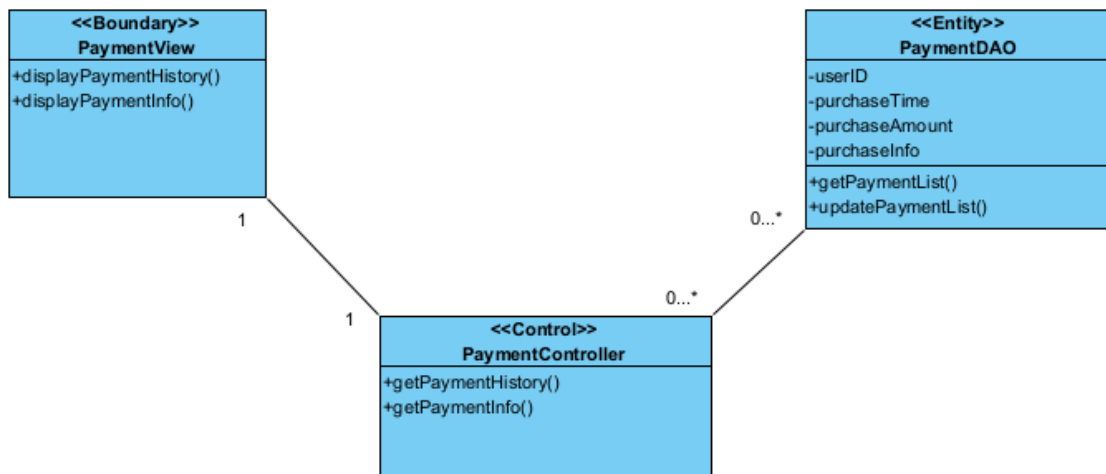 <<Boundary>>
PaymentView
+displayPaymentHistory()
+displayPaymentInfo()
<<Entity>>
PaymentDAO
-userID
-purchaseTime
-purchaseAmount
-purchaseInfo
+getPaymentList()
+updatePaymentList()
1
0...*
1
0...*
<<Control>>
PaymentController
+getPaymentHistory()
+getPaymentInfo()